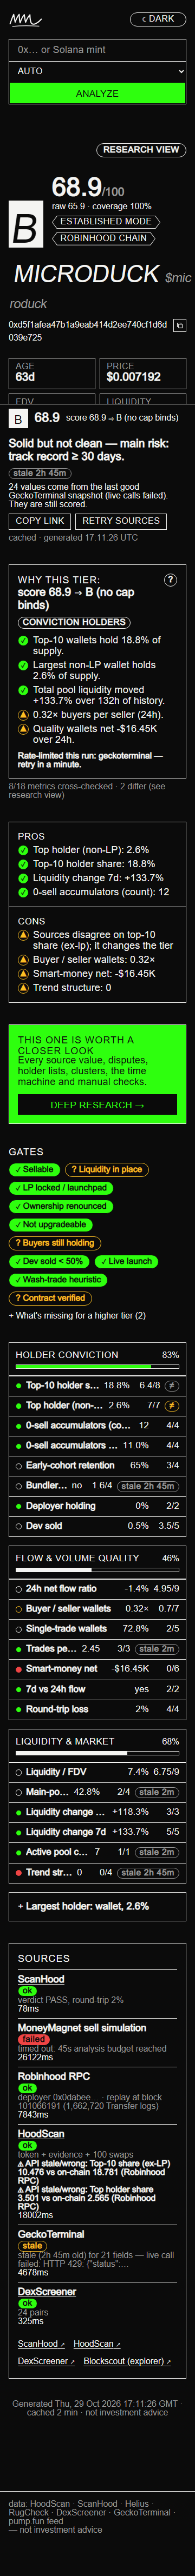 ☾ DARK
0x… or Solana mint
AUTO
ANALYZE
RESEARCH VIEW
B
68.9/100
raw 65.9 · coverage 100%
ESTABLISHED MODE
ROBINHOOD CHAIN
MICRODUCK $mic
roduck
0xd5f1afea47b1a9eab414d2ee740cf1d6d
039e725
AGE
63d
PRICE
$0.007192
FDV
LIQUIDITY
B 68.9 score 68.9 ⇒ B (no cap binds)
Solid but not clean — main risk:
track record ≥ 30 days.
stale 2h 45m
24 values come from the last good
GeckoTerminal snapshot (live calls failed).
They are still scored.
COPY LINK
RETRY SOURCES
cached · generated 17:11:26 UTC
WHY THIS TIER: ?
score 68.9 ⇒ B (no cap
binds)
CONVICTION HOLDERS
✓ Top-10 wallets hold 18.8% of
supply.
✓ Largest non-LP wallet holds
2.6% of supply.
✓ Total pool liquidity moved
+133.7% over 132h of history.
0.32× buyers per seller (24h).
Quality wallets net -$16.45K
over 24h.
Rate-limited this run: geckoterminal —
retry in a minute.
8/18 metrics cross-checked · 2 differ (see
research view)
PROS
✓ Top holder (non-LP): 2.6%
✓ Top-10 holder share: 18.8%
✓ Liquidity change 7d: +133.7%
✓ 0-sell accumulators (count): 12
CONS
Sources disagree on top-10
share (ex-lp); it changes the tier
Buyer / seller wallets: 0.32×
Smart-money net: -$16.45K
Trend structure: 0
THIS ONE IS WORTH A
CLOSER LOOK
Every source value, disputes,
holder lists, clusters, the time
machine and manual checks.
DEEP RESEARCH →
GATES
✓ Sellable ? Liquidity in place
✓ LP locked / launchpad
✓ Ownership renounced
✓ Not upgradeable
? Buyers still holding
✓ Dev sold < 50% ✓ Live launch
✓ Wash-trade heuristic
? Contract verified
+ What's missing for a higher tier (2)
HOLDER CONVICTION 83%
Top-10 holder s… 18.8% 6.4/8 ≠
Top holder (non-… 2.6% 7/7 ≠
0-sell accumulators (co… 12 4/4
0-sell accumulators … 11.0% 4/4
Early-cohort retention 65% 3/4
Bundler… no 1.6/4 stale 2h 45m
Deployer holding 0% 2/2
Dev sold 0.5% 3.5/5
FLOW & VOLUME QUALITY 46%
24h net flow ratio -1.4% 4.95/9
Buyer / seller wallets 0.32× 0.7/7
Single-trade wallets 72.8% 2/5
Trades pe… 2.45 3/3 stale 2m
Smart-money net -$16.45K 0/6
7d vs 24h flow yes 2/2
Round-trip loss 2% 4/4
LIQUIDITY & MARKET 68%
Liquidity / FDV 7.4% 6.75/9
Main-po… 42.8% 2/4 stale 2m
Liquidity change … +118.3% 3/3
Liquidity change 7d +133.7% 5/5
Active pool c… 7 1/1 stale 2m
Trend str… 0 0/4 stale 2h 45m
+ Largest holder: wallet, 2.6%
SOURCES
ScanHood
ok
verdict PASS, round-trip 2%
78ms
MoneyMagnet sell simulation
failed
timed out: 45s analysis budget reached
26122ms
Robinhood RPC
ok
deployer 0x0dabee… · replay at block
101066191 (1,662,720 Transfer logs)
7843ms
HoodScan
ok
token + evidence + 100 swaps
⚠ API stale/wrong: Top-10 share (ex-LP)
10.476 vs on-chain 18.781 (Robinhood
RPC)
⚠ API stale/wrong: Top holder share
3.501 vs on-chain 2.565 (Robinhood
RPC)
18002ms
GeckoTerminal
stale
stale (2h 45m old) for 21 fields — live call
failed: HTTP 429: {"status":…
4678ms
DexScreener
ok
24 pairs
325ms
ScanHood ↗ HoodScan ↗
DexScreener ↗ Blockscout (explorer) ↗
Generated Thu, 29 Oct 2026 17:11:26 GMT ·
cached 2 min · not investment advice
data: HoodScan · ScanHood · Helius ·
RugCheck · DexScreener · GeckoTerminal ·
pump.fun feed
— not investment advice